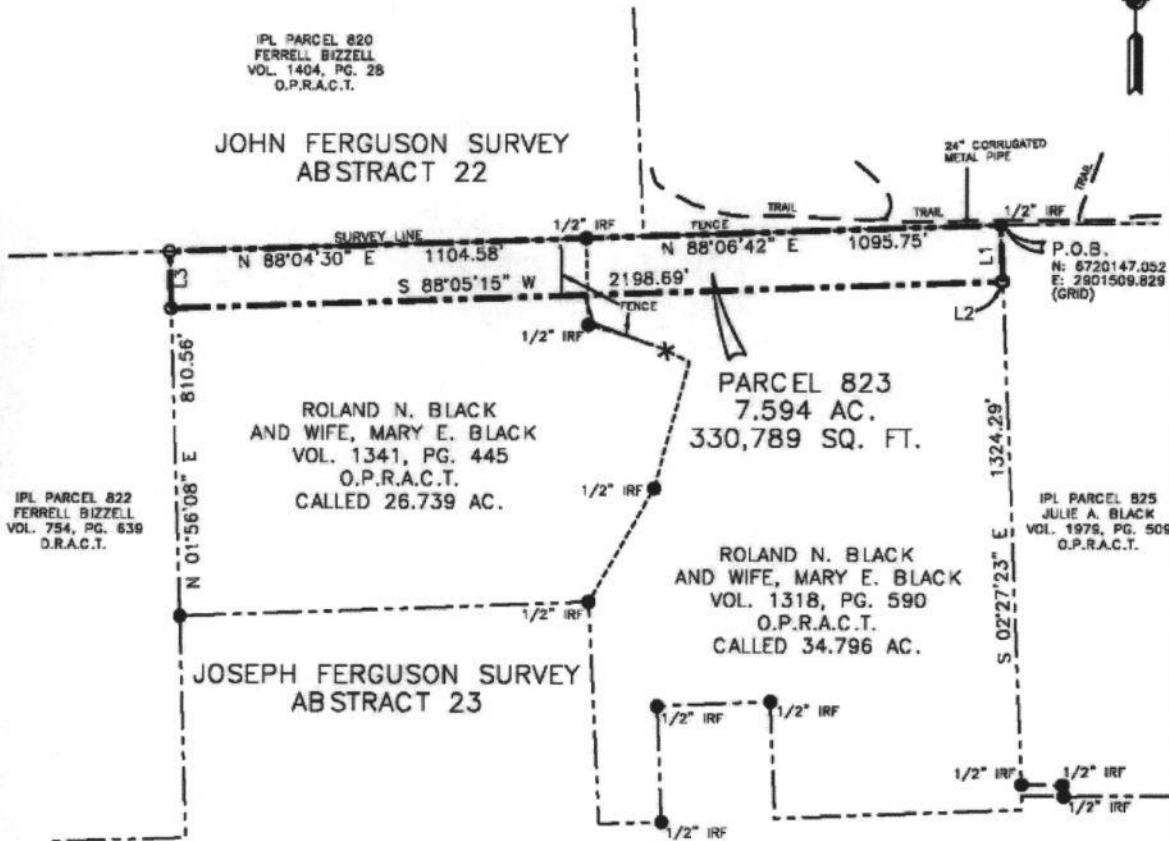 IPL PARCEL 820
FERRELL BIZZELL
VOL. 1404, PG. 28
O.P.R.A.C.T.
JOHN FERGUSON SURVEY
ABSTRACT 22
24" CORRUGATED
METAL PIPE
TRAIL
TRAIL
TRAIL
1/2" IRF
FENCE
1/2" IRF
SURVEY LINE
N 88°04'30" E 1104.58'
N 88°06'42" E 1095.75'
L1
P.O.B.
N: 6720147.052
E: 2901509.829
(GRID)
L3
S 88°05'15" W 2198.69'
FENCE
L2
1/2" IRF
PARCEL 823
7.594 AC.
330,789 SQ. FT.
N 01°56'08" E 810.56'
ROLAND N. BLACK
AND WIFE, MARY E. BLACK
VOL. 1341, PG. 445
O.P.R.A.C.T.
CALLED 26.739 AC.
1/2" IRF
S 02°27'23" E 1324.29'
IPL PARCEL 822
FERRELL BIZZELL
VOL. 754, PG. 639
D.R.A.C.T.
IPL PARCEL 825
JULIE A. BLACK
VOL. 1979, PG. 509
O.P.R.A.C.T.
ROLAND N. BLACK
AND WIFE, MARY E. BLACK
VOL. 1318, PG. 590
O.P.R.A.C.T.
CALLED 34.796 AC.
1/2" IRF
JOSEPH FERGUSON SURVEY
ABSTRACT 23
1/2" IRF
1/2" IRF
1/2" IRF
1/2" IRF
1/2" IRF
1/2" IRF